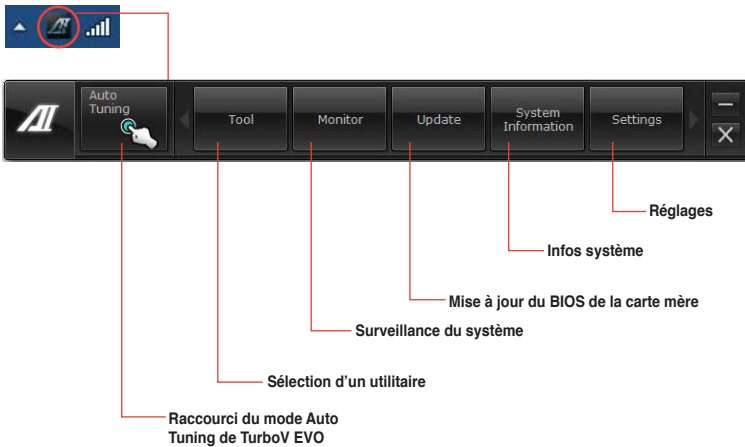 Auto
Tuning
Tool
Monitor
Update
System
Information
Settings
Réglages
Infos système
Mise à jour du BIOS de la carte mère
Surveillance du système
Sélection d'un utilitaire
Raccourci du mode Auto
Tuning de TurboV EVO